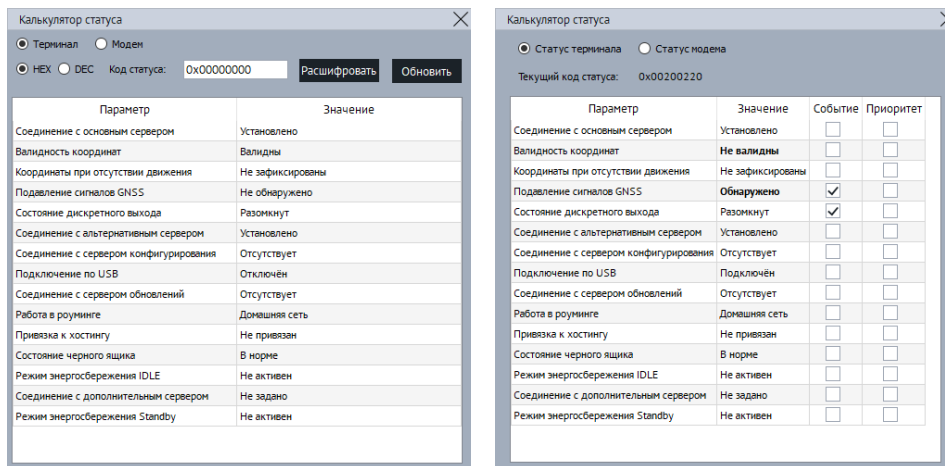 Калькулятор статуса
Терминал Модем
HEX DEC Код статуса: 0x00000000 Расшифровать Обновить
Параметр Значение
Соединение с основным сервером Установлено
Валидность координат Валидны
Координаты при отсутствии движения Не зафиксированы
Подавление сигналов GNSS Не обнаружено
Состояние дискретного выхода Разомкнут
Соединение с альтернативным сервером Установлено
Соединение с сервером конфигурирования Отсутствует
Подключение по USB Отключён
Соединение с сервером обновлений Отсутствует
Работа в роуминге Домашняя сеть
Привязка к хостингу Не привязан
Состояние черного ящика В норме
Режим энергосбережения IDLE Не активен
Соединение с дополнительным сервером Не задано
Режим энергосбережения Standby Не активен
Калькулятор статуса
Статус терминала Статус модема
Текущий код статуса: 0x00200220
Параметр Значение Событие Приоритет
Соединение с основным сервером Установлено
Валидность координат Не валидны
Координаты при отсутствии движения Не зафиксированы
Подавление сигналов GNSS Обнаружено
Состояние дискретного выхода Разомкнут
Соединение с альтернативным сервером Установлено
Соединение с сервером конфигурирования Отсутствует
Подключение по USB Подключён
Соединение с сервером обновлений Отсутствует
Работа в роуминге Домашняя сеть
Привязка к хостингу Не привязан
Состояние черного ящика В норме
Режим энергосбережения IDLE Не активен
Соединение с дополнительным сервером Не задано
Режим энергосбережения Standby Не активен